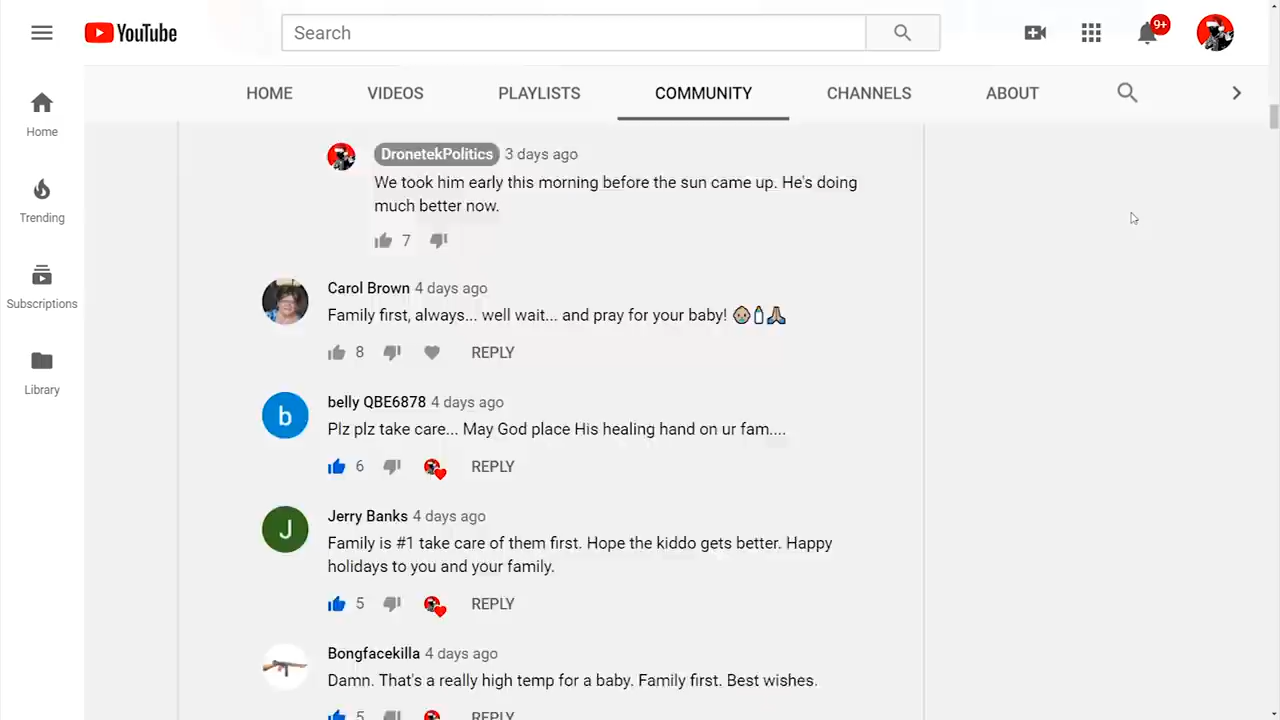 YouTube
Search
9+
HOME
VIDEOS
PLAYLISTS
COMMUNITY
CHANNELS
ABOUT
Home
Trending
Subscriptions
Library
DronetekPolitics 3 days ago
We took him early this morning before the sun came up. He's doing
much better now.
7
Carol Brown 4 days ago
Family first, always... well wait... and pray for your baby! 👶🏼🍼🙏🏼
8 REPLY
b
belly QBE6878 4 days ago
Plz plz take care... May God place His healing hand on ur fam....
6 REPLY
J
Jerry Banks 4 days ago
Family is #1 take care of them first. Hope the kiddo gets better. Happy
holidays to you and your family.
5 REPLY
Bongfacekilla 4 days ago
Damn. That's a really high temp for a baby. Family first. Best wishes.
5 REPLY